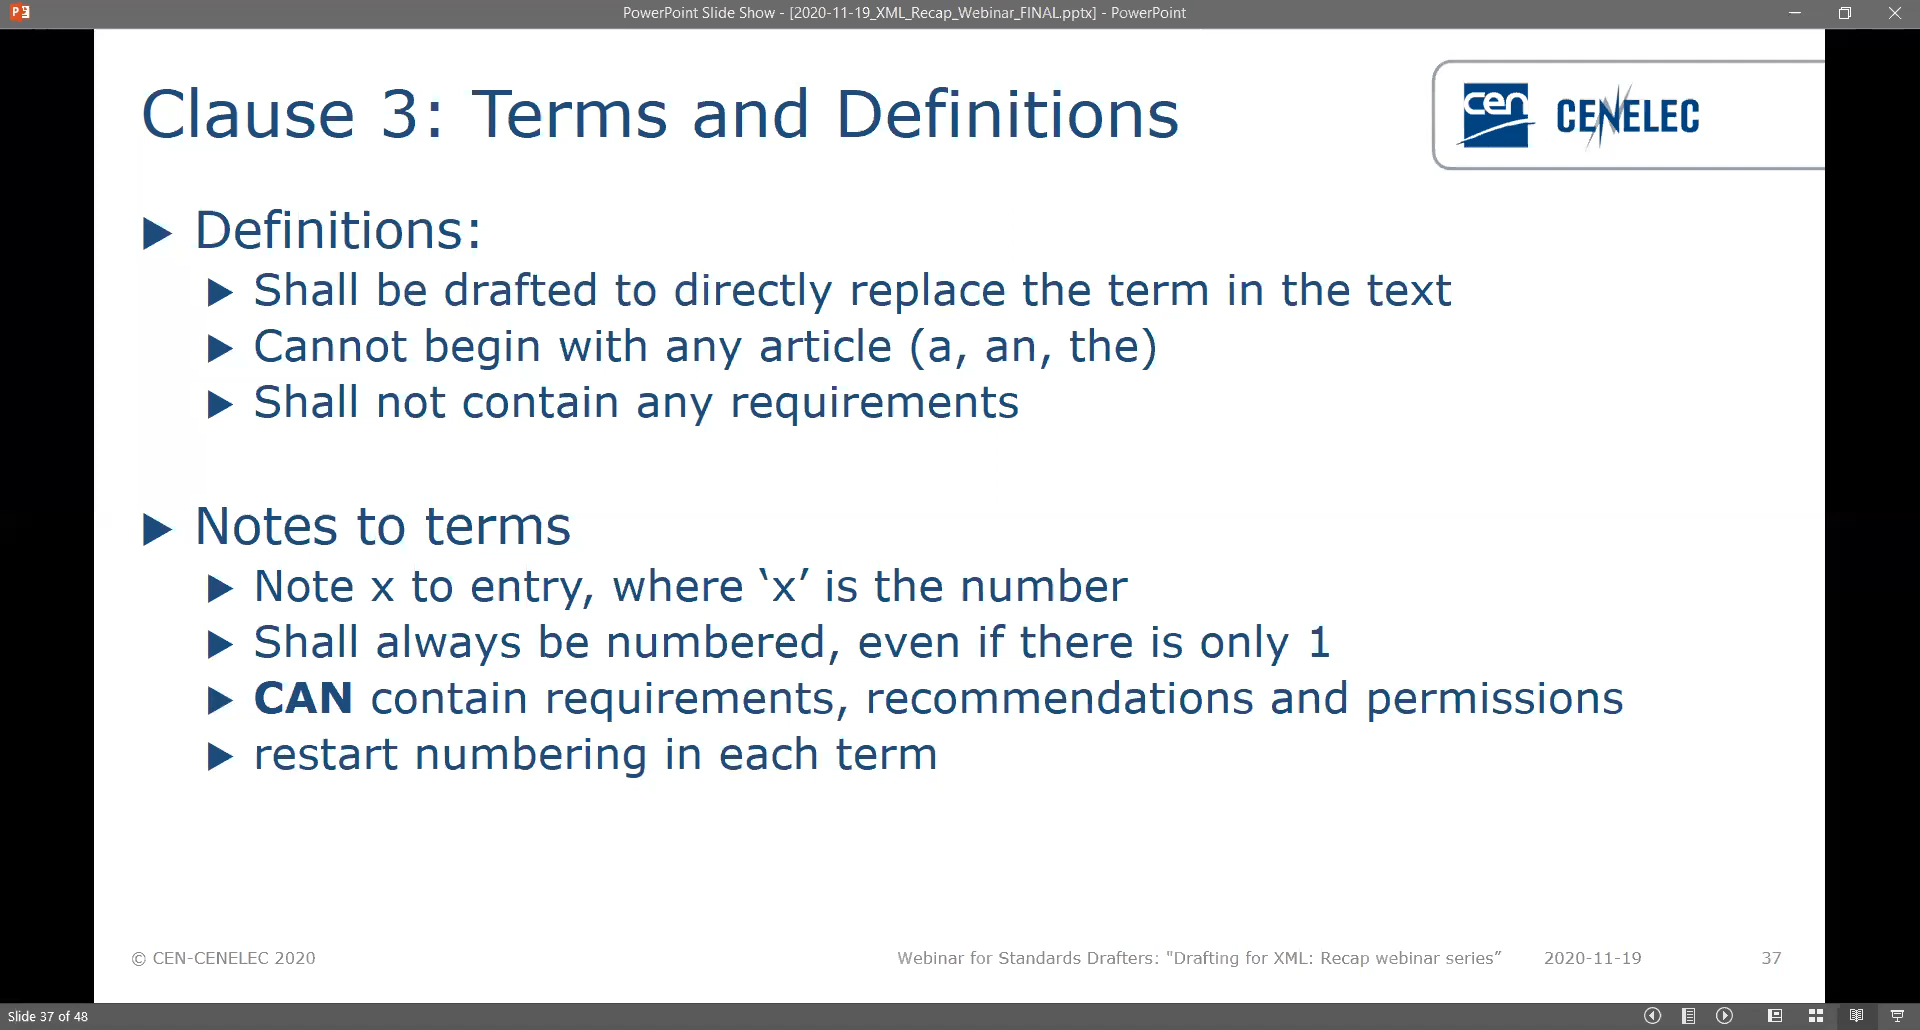 PowerPoint Slide Show - [2020-11-19_XML_Recap_Webinar_FINAL.pptx] - PowerPoint
Clause 3: Terms and Definitions
cen
CENELEC
Definitions:
Shall be drafted to directly replace the term in the text
Cannot begin with any article (a, an, the)
Shall not contain any requirements
Notes to terms
Note x to entry, where ‘x’ is the number
Shall always be numbered, even if there is only 1
CAN contain requirements, recommendations and permissions
restart numbering in each term
© CEN-CENELEC 2020
Webinar for Standards Drafters: "Drafting for XML: Recap webinar series”
2020-11-19
37
Slide 37 of 48